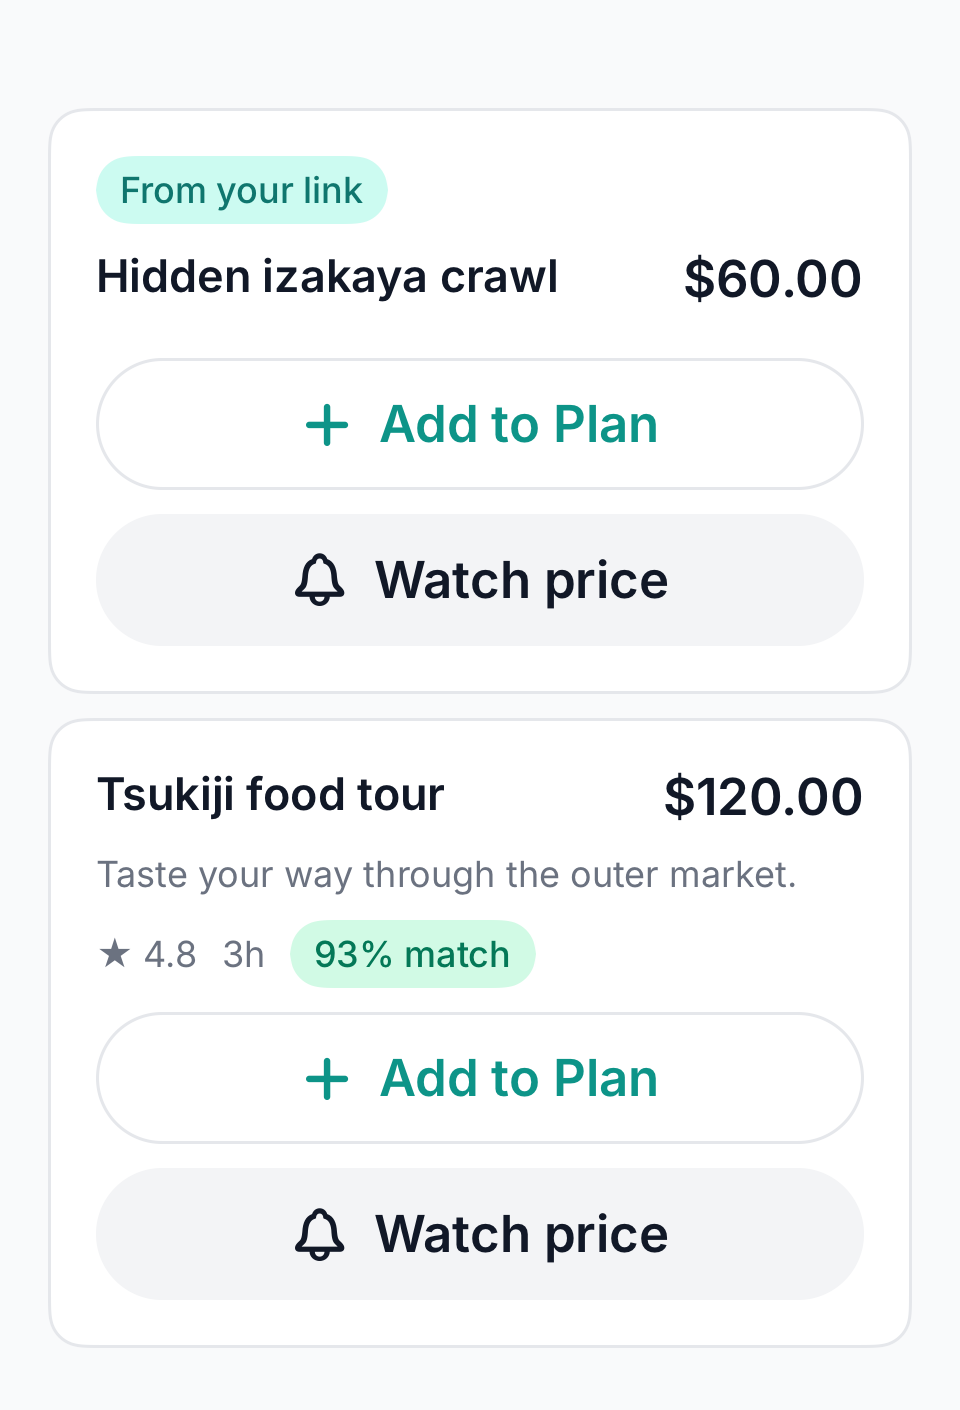 From your link
Hidden izakaya crawl $60.00
Add to Plan
Watch price
Tsukiji food tour $120.00
Taste your way through the outer market.
★ 4.8 3h 93% match
Add to Plan
Watch price